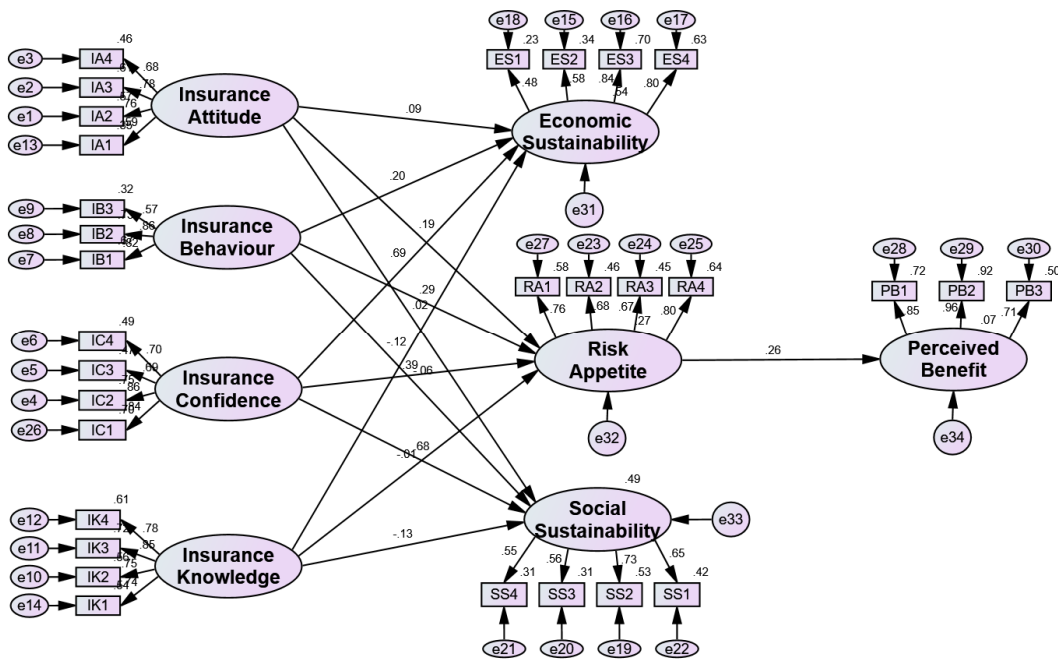 e18
e15
e16
e17
.23
.34
.70
.63
ES1
ES2
ES3
ES4
.48
.58
.84
.80
.54
Economic
Sustainability
e31
.46
e3
IA4
.68
e2
IA3
.78
e1
IA2
.76
e13
IA1
Insurance
Attitude
.09
.32
e9
IB3
.57
e8
IB2
.86
e7
IB1
.82
Insurance
Behaviour
.20
.19
.69
.29
.02
-.12
.39
.06
e27
e23
e24
e25
.58
.46
.45
.64
RA1
RA2
RA3
RA4
.76
.68
.67
.80
.27
Risk
Appetite
e32
.26
e28
e29
e30
.72
.92
.50
PB1
PB2
PB3
.85
.96
.71
.07
Perceived
Benefit
e34
.49
e6
IC4
.70
e5
IC3
.69
e4
IC2
.86
e26
IC1
.84
Insurance
Confidence
.68
-.01
.61
e12
IK4
.78
e11
IK3
.85
e10
IK2
.75
e14
IK1
Insurance
Knowledge
-.13
.49
Social
Sustainability
e33
.55
.56
.73
.65
.31
.31
.53
.42
SS4
SS3
SS2
SS1
e21
e20
e19
e22